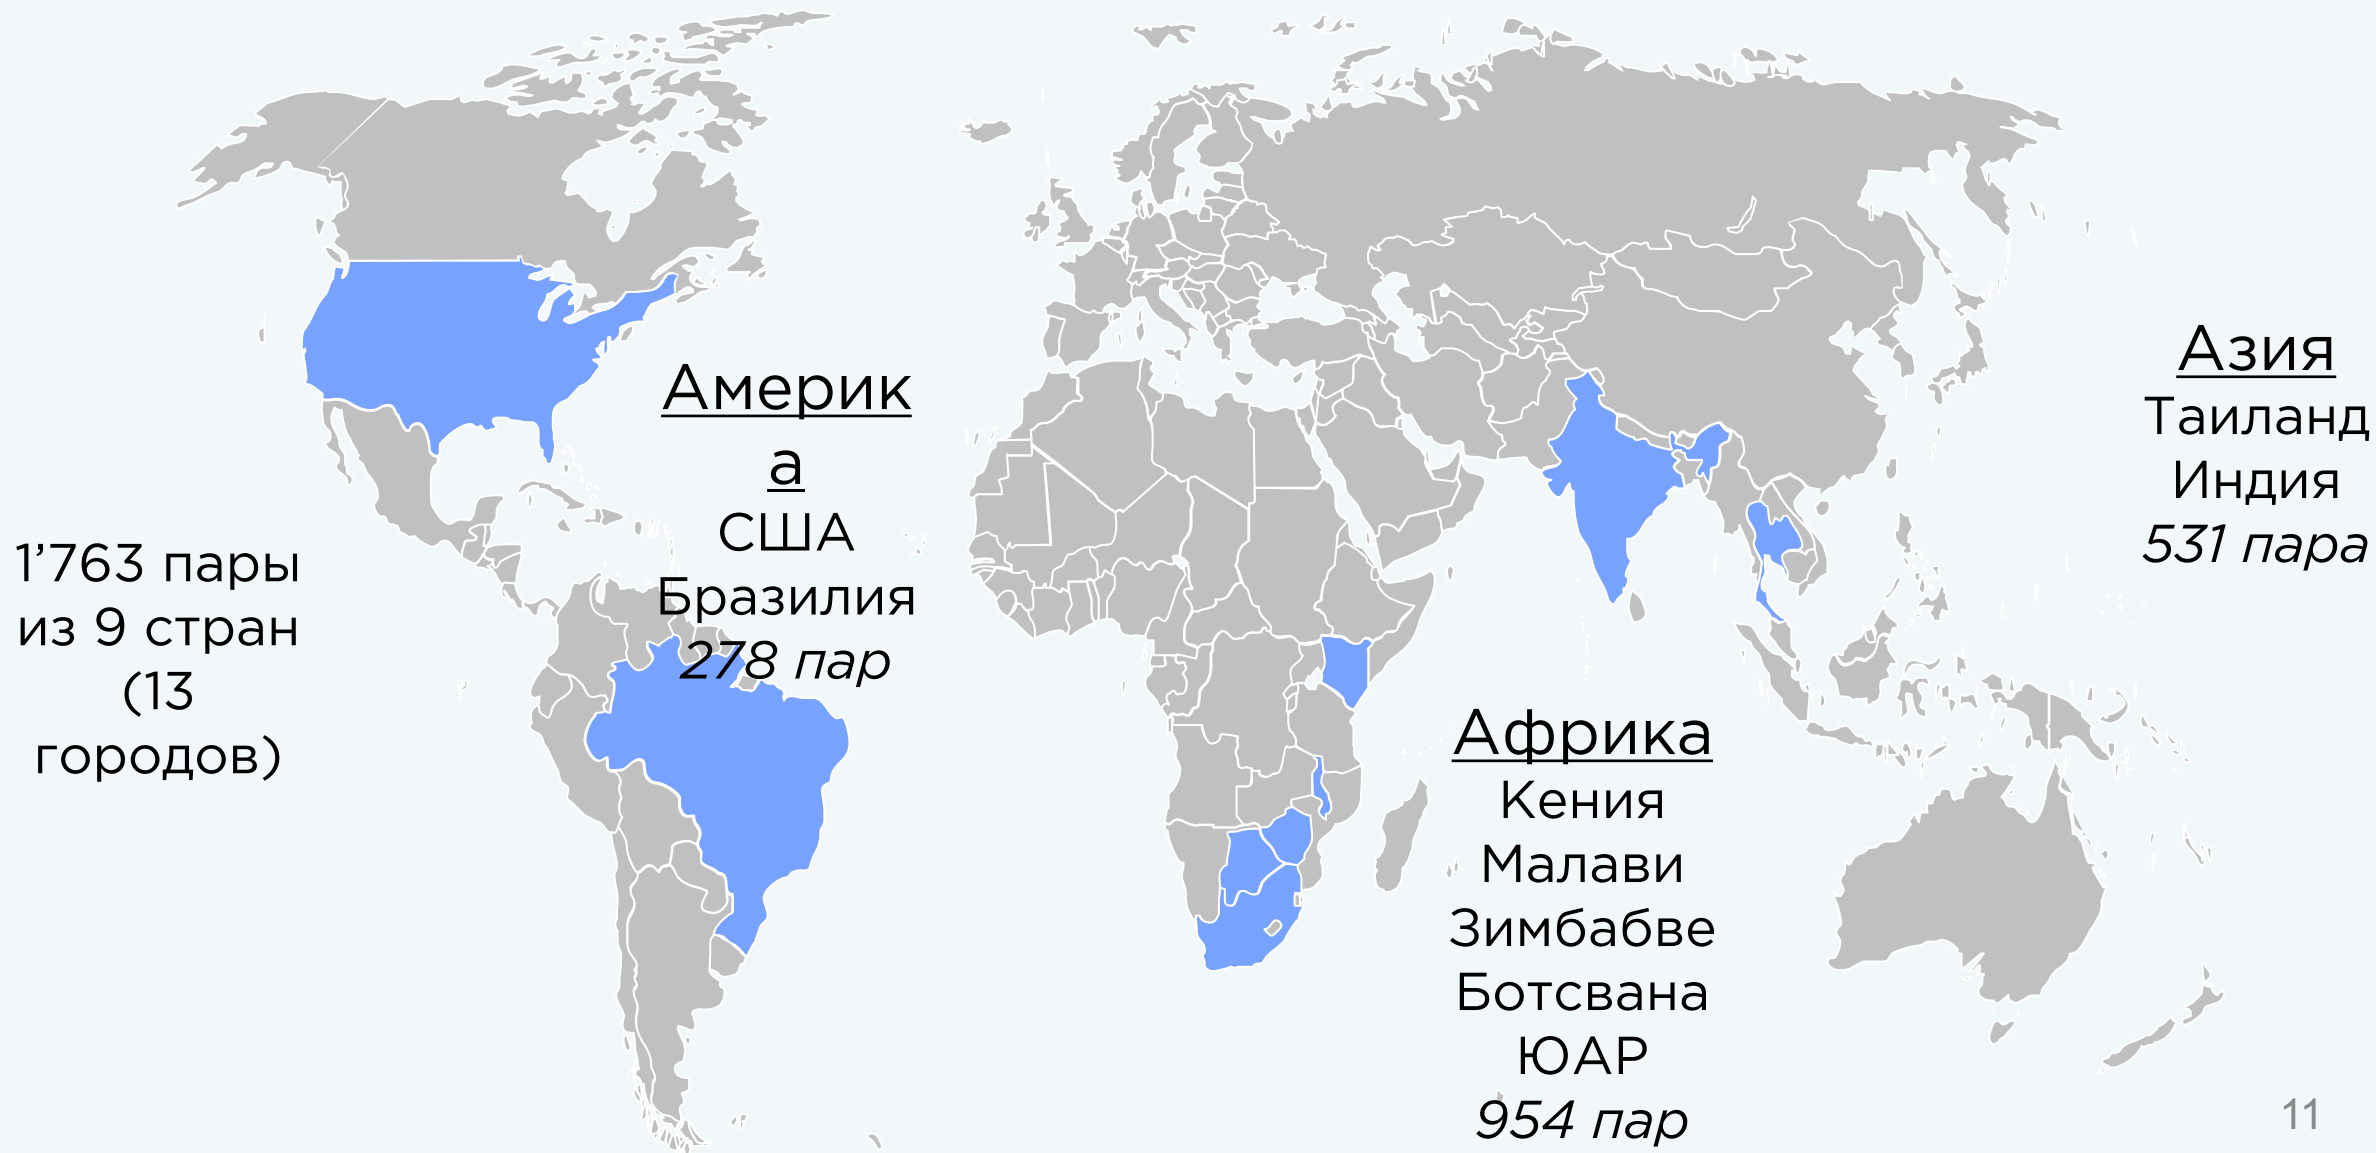 1’763 пары
из 9 стран
(13
городов)
Америк
а
США
Бразилия
278 пар
Африка
Кения
Малави
Зимбабве
Ботсвана
ЮАР
954 пар
Азия
Таиланд
Индия
531 пара
11